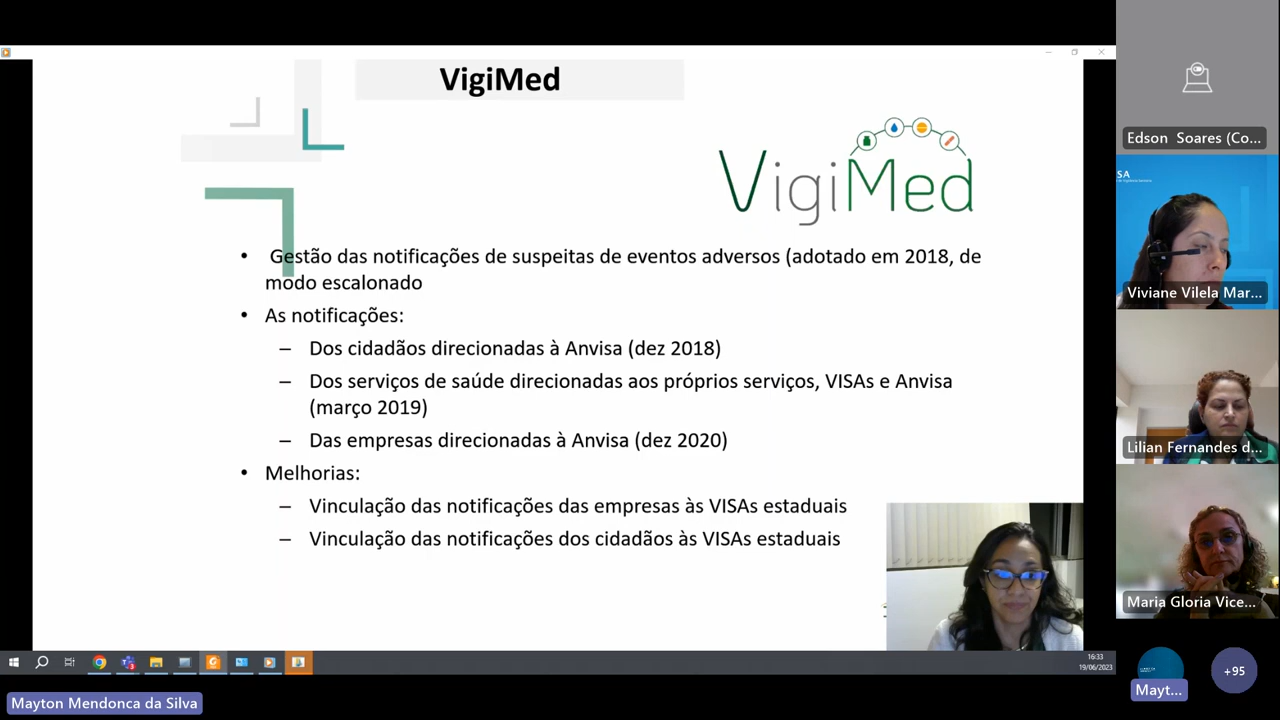 VigiMed
VigiMed
• Gestão das notificações de suspeitas de eventos adversos (adotado em 2018, de
modo escalonado
• As notificações:
– Dos cidadãos direcionadas à Anvisa (dez 2018)
– Dos serviços de saúde direcionadas aos próprios serviços, VISAs e Anvisa
(março 2019)
– Das empresas direcionadas à Anvisa (dez 2020)
• Melhorias:
– Vinculação das notificações das empresas às VISAs estaduais
– Vinculação das notificações dos cidadãos às VISAs estaduais
Edson Soares (Co...
SA
Viviane Vilela Mar...
Lilian Fernandes d...
Maria Gloria Vice...
16:33
19/06/2023
Mayt...
+95
Mayton Mendonca da Silva